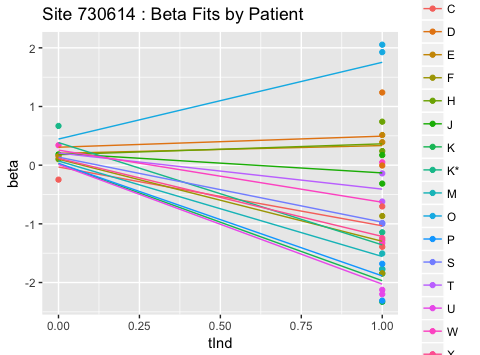 Site 730614 : Beta Fits by Patient
beta
2
1
0
-1
-2
0.00 0.25 0.50 0.75 1.00
tInd
C
D
E
F
H
J
K
K*
M
O
P
S
T
U
W